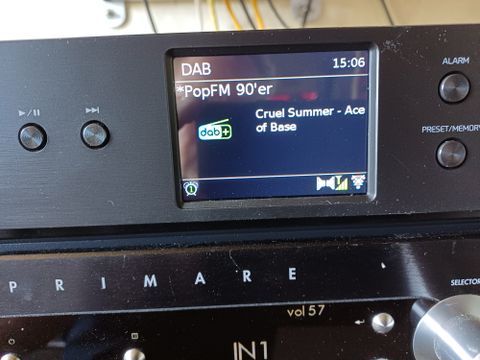 DAB 15:06
ALARM
*PopFM 90'er
Cruel Summer - Ace
of Base
dab+
PRESET/MEMORY
1
PRIMARE
SELECTOR
vol 57
IN1